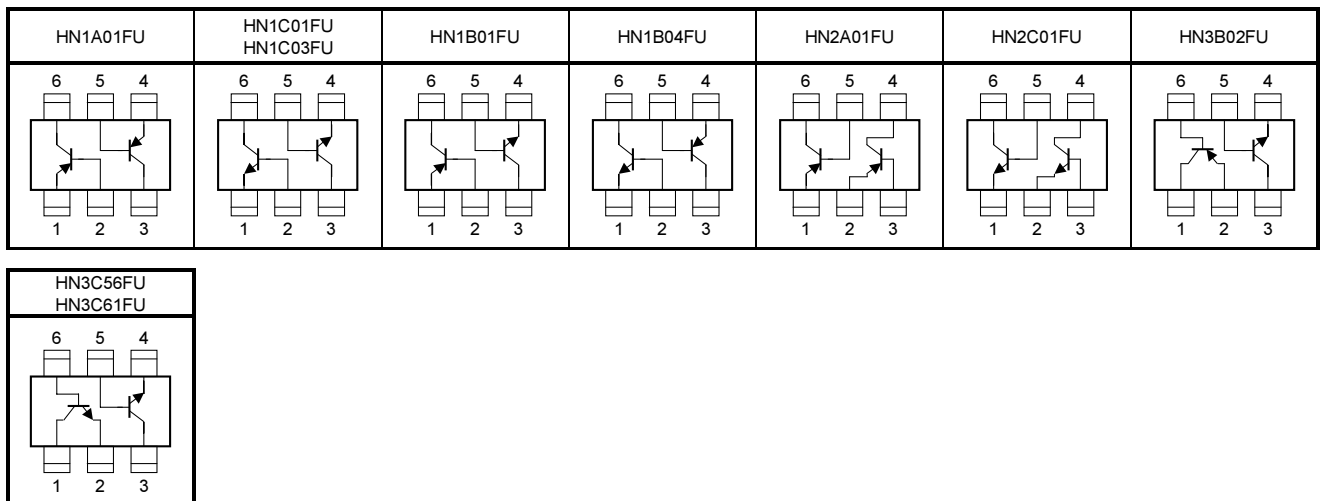 HN1A01FU
HN1C01FU
HN1C03FU
HN1B01FU
HN1B04FU
HN2A01FU
HN2C01FU
HN3B02FU
6 5 4 6 5 4 6 5 4 6 5 4 6 5 4 6 5 4 6 5 4
1 2 3 1 2 3 1 2 3 1 2 3 1 2 3 1 2 3 1 2 3
HN3C56FU
HN3C61FU
6 5 4
1 2 3